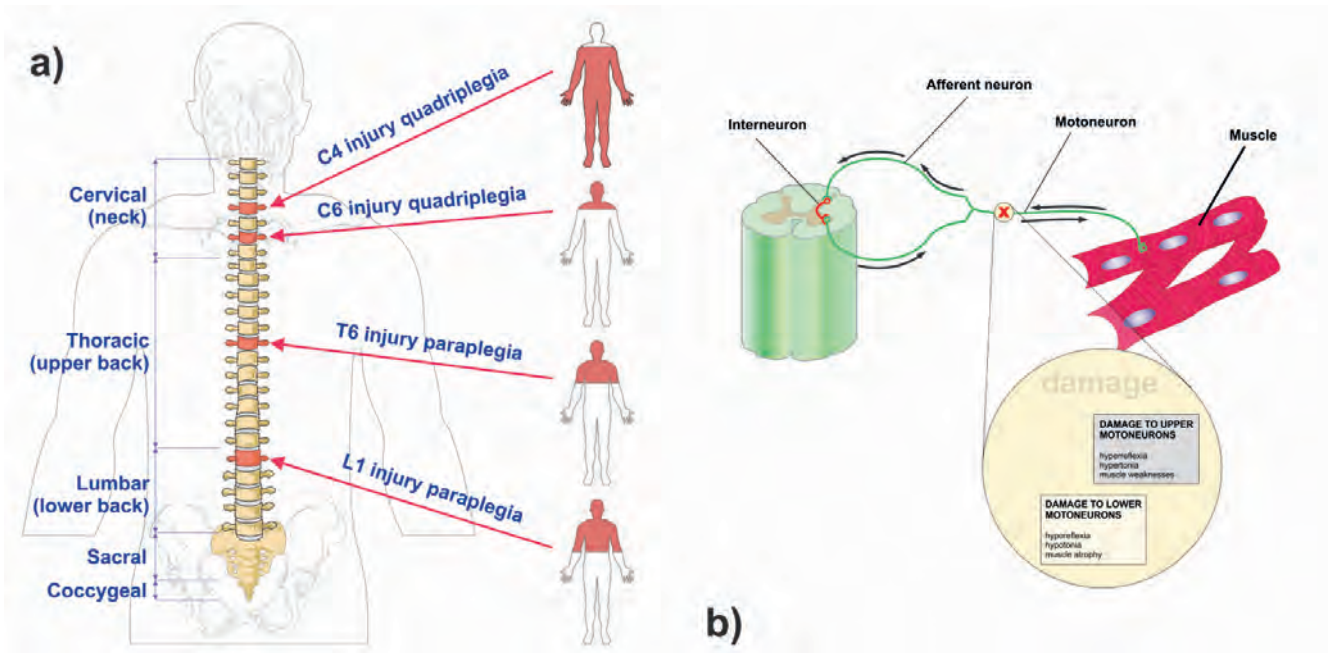 a)
C4 injury quadriplegia
C6 injury quadriplegia
T6 injury paraplegia
L1 injury paraplegia
Cervical
(neck)
Thoracic
(upper back)
Lumbar
(lower back)
Sacral
Coccygeal
b)
Afferent neuron
Interneuron
Motoneuron
Muscle
X
damage
DAMAGE TO UPPER
MOTONEURONS
hyperreflexia
hypertonia
muscle weaknesses
DAMAGE TO LOWER
MOTONEURONS
hyporeflexia
hypotonia
muscle atrophy